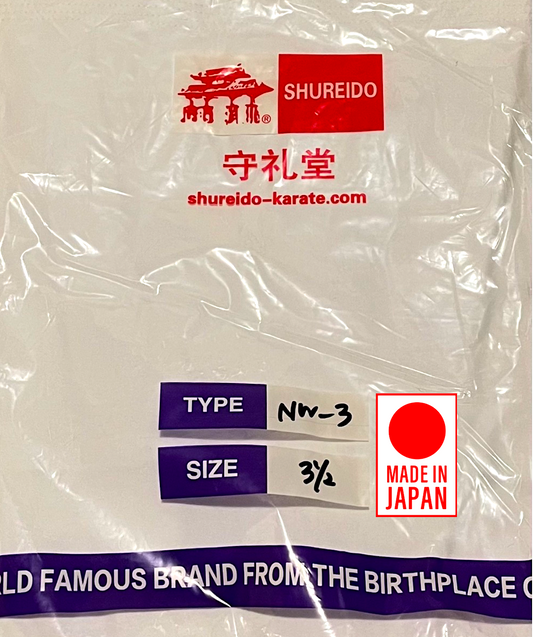 ® SHUREIDO
守礼堂
shureido-karate.com
TYPE NW-3
SIZE 3½
MADE IN
JAPAN
FAMOUS BRAND FROM THE BIRTHPLACE